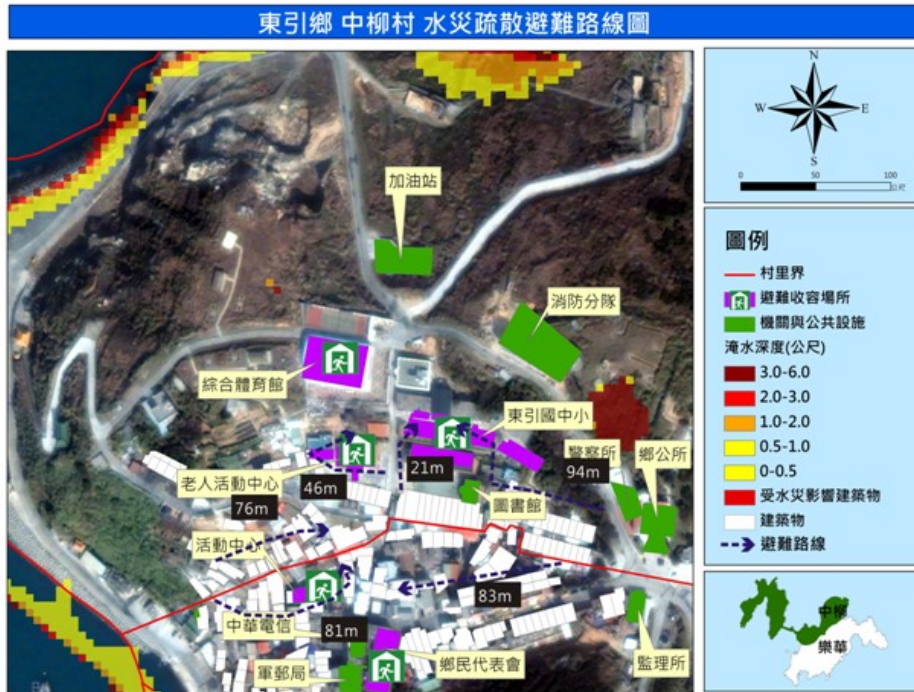 東引鄉 中柳村 水災疏散避難路線圖
N
W
E
S
0
50
100
公尺
加油站
消防分隊
綜合體育館
東引國中小
警察所
鄉公所
老人活動中心
21m
94m
46m
76m
圖書館
活動中心
83m
中華電信
81m
軍郵局
鄉民代表會
監理所
圖例
村里界
避難收容場所
機關與公共設施
淹水深度(公尺)
3.0-6.0
2.0-3.0
1.0-2.0
0.5-1.0
0-0.5
受水災影響建築物
建築物
避難路線
中柳
樂華